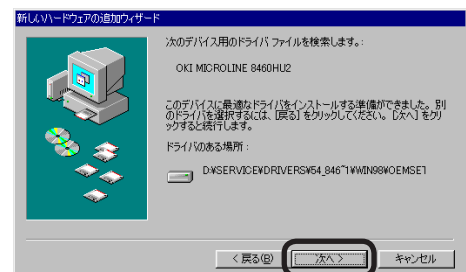 新しいハードウェアの追加ウィザード
次のデバイス用のドライバ ファイルを検索します。:
OKI MICROLINE 8460HU2
このデバイスに最適なドライバをインストールする準備ができました。別
のドライバを選択するには、[戻る] をクリックしてください。[次へ] をクリ
ックすると続行します。
ドライバのある場所:
D:¥SERVICE¥DRIVERS¥54_846~1¥WIN98¥OEMSET
< 戻る(B)
次へ >
キャンセル